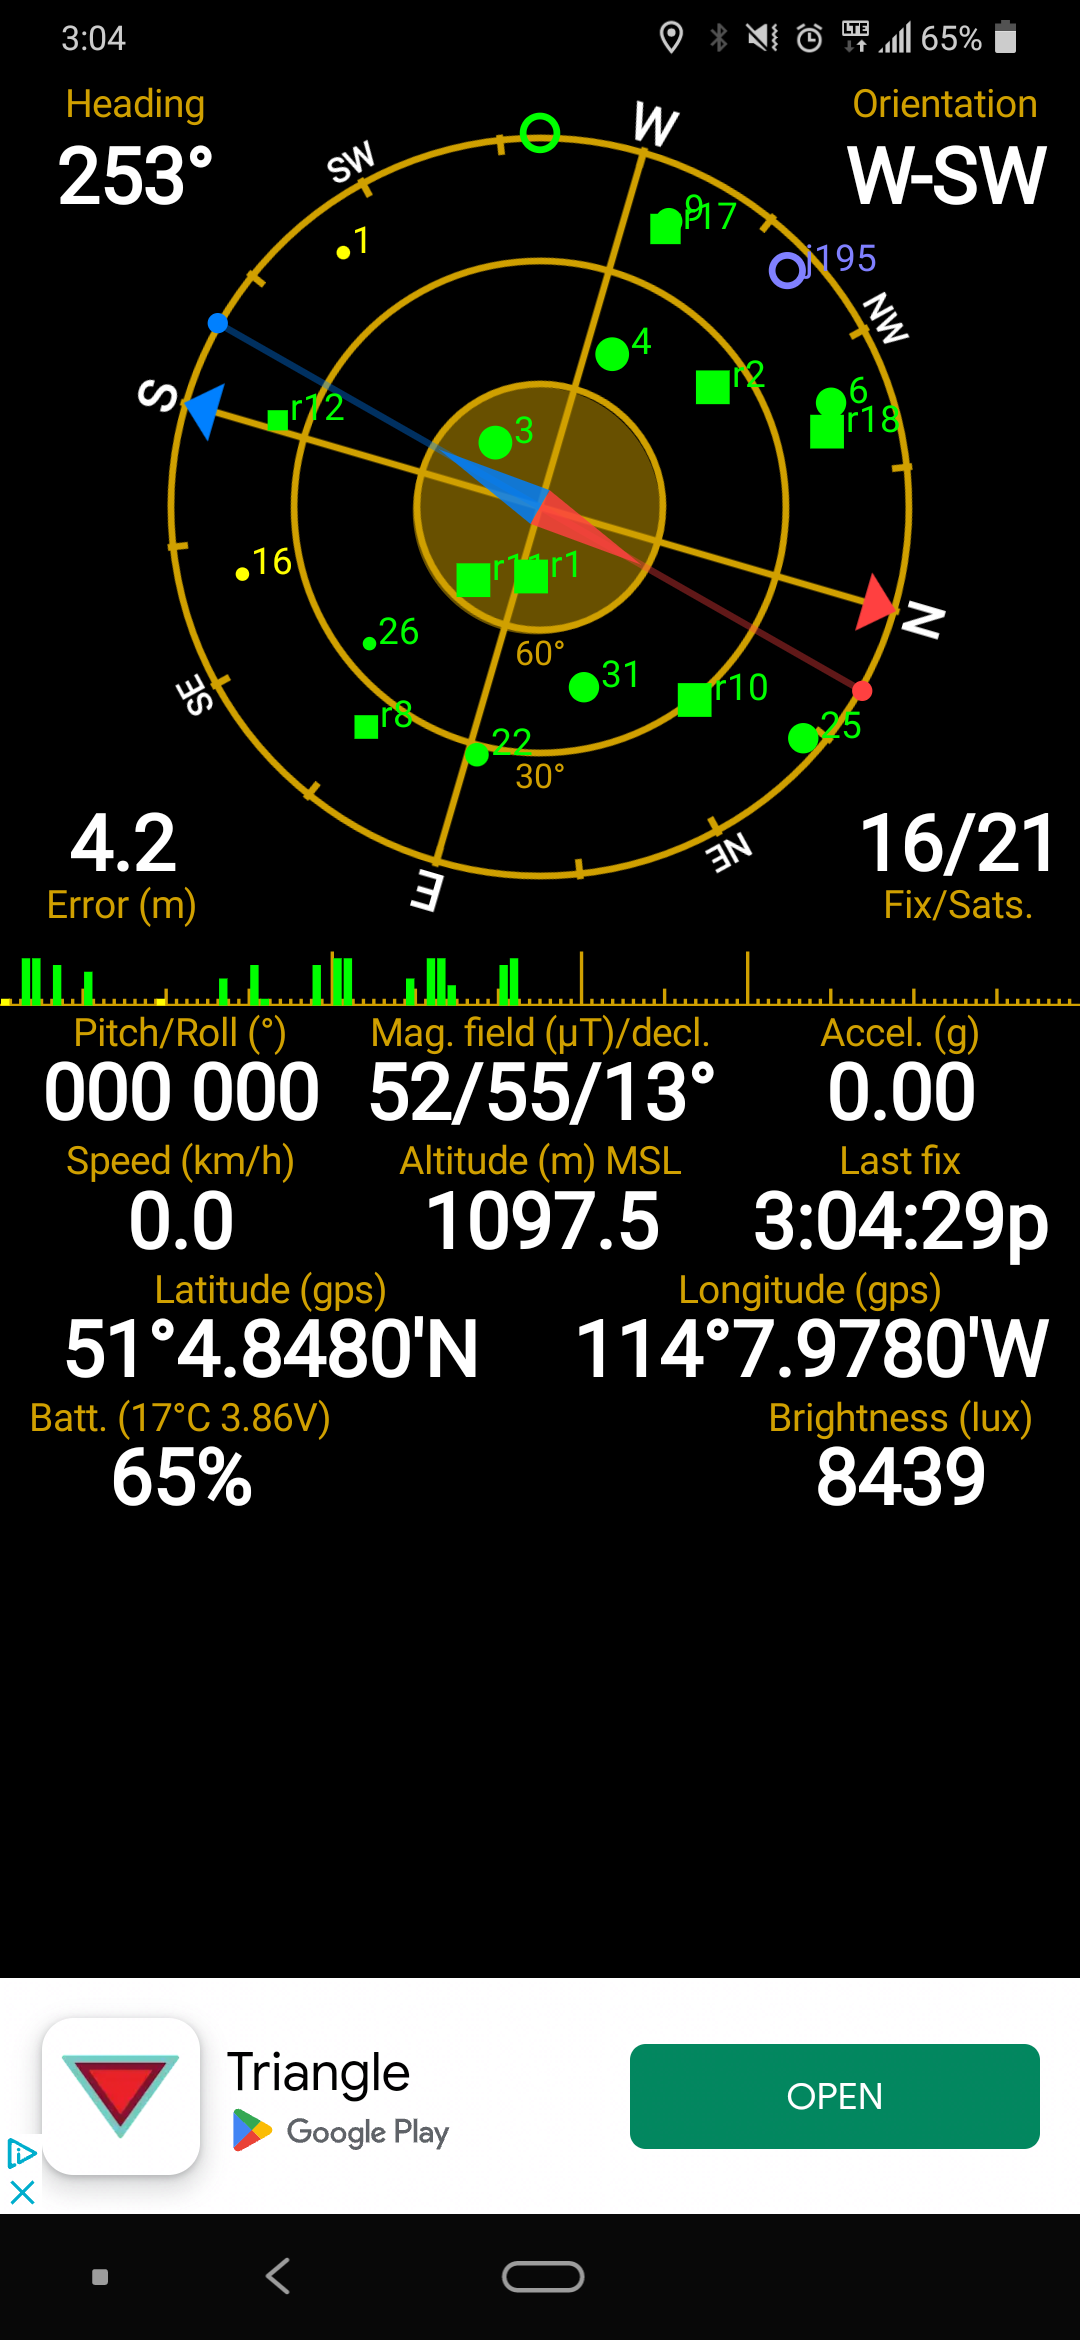 3:04 LTE 65%
Heading
253°
Orientation
W-SW
W
SW
9
r17
1
j195
NW
4
r2
6
r18
S
r12
3
16
r11
r1
N
26
60°
31
r10
SE
r8
22
25
30°
NE
E
4.2
Error (m)
16/21
Fix/Sats.
Pitch/Roll (°) Mag. field (µT)/decl. Accel. (g)
000 000 52/55/13° 0.00
Speed (km/h) Altitude (m) MSL Last fix
0.0 1097.5 3:04:29p
Latitude (gps) Longitude (gps)
51°4.8480'N 114°7.9780'W
Batt. (17°C 3.86V) Brightness (lux)
65% 8439
Triangle
Google Play
OPEN